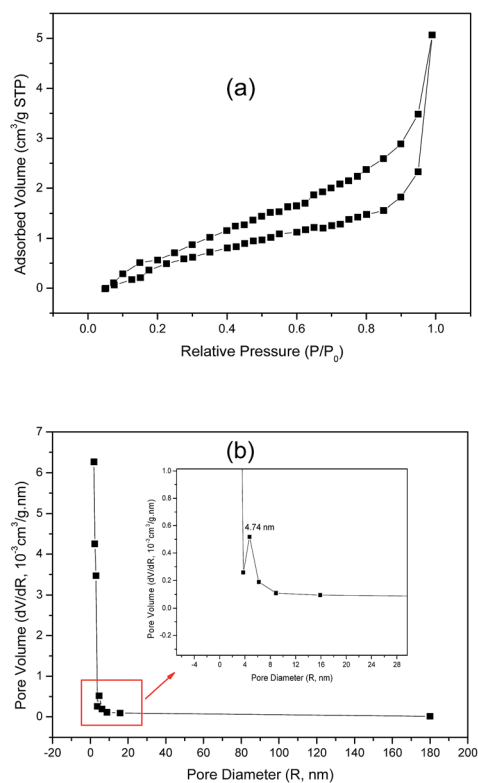 (a)
Adsorbed Volume (cm³/g STP)
5
4
3
2
1
0
0.0 0.2 0.4 0.6 0.8 1.0
Relative Pressure (P/P₀)
(b)
Pore Volume (dV/dR, 10⁻³cm³/g.nm)
7
6
5
4
3
2
1
0
Pore Volume (dV/dR, 10⁻³cm³/g.nm)
1.0
0.8
0.6
0.4
0.2
0.0
-0.2
4.74 nm
-4 0 4 8 12 16 20 24 28
Pore Diameter (R, nm)
-20 0 20 40 60 80 100 120 140 160 180 200
Pore Diameter (R, nm)